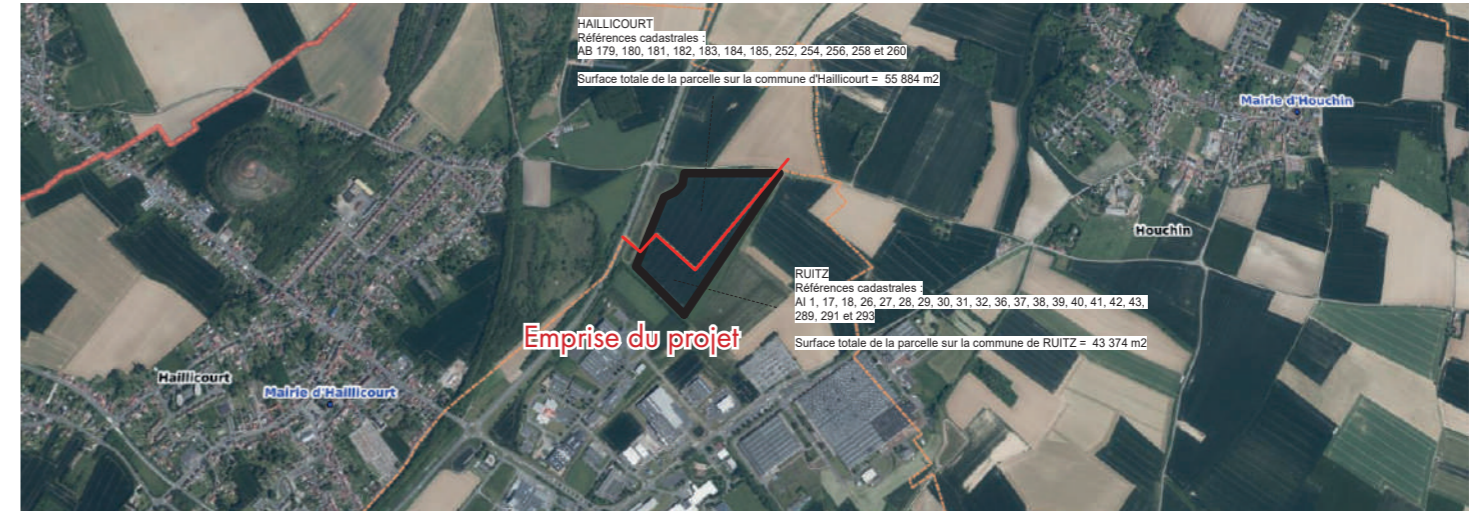 HAILLICOURT
Références cadastrales :
AB 179, 180, 181, 182, 183, 184, 185, 252, 254, 256, 258 et 260
Surface totale de la parcelle sur la commune d'Haillicourt = 55 884 m2
Mairie d'Houchin
Houchin
RUITZ
Références cadastrales :
AI 1, 17, 18, 26, 27, 28, 29, 30, 31, 32, 36, 37, 38, 39, 40, 41, 42, 43,
289, 291 et 293
Surface totale de la parcelle sur la commune de RUITZ = 43 374 m2
Emprise du projet
Haillicourt
Mairie d'Haillicourt